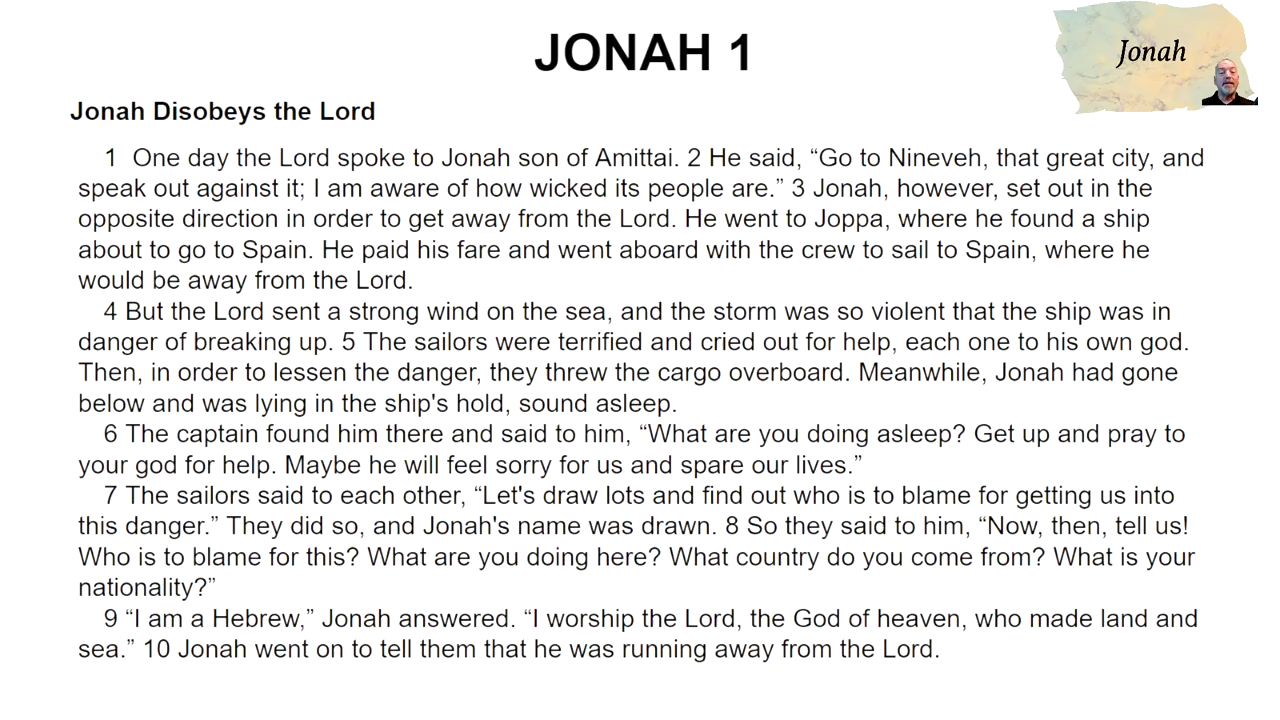 JONAH 1
Jonah
Jonah Disobeys the Lord
1 One day the Lord spoke to Jonah son of Amittai. 2 He said, “Go to Nineveh, that great city, and
speak out against it; I am aware of how wicked its people are.” 3 Jonah, however, set out in the
opposite direction in order to get away from the Lord. He went to Joppa, where he found a ship
about to go to Spain. He paid his fare and went aboard with the crew to sail to Spain, where he
would be away from the Lord.
4 But the Lord sent a strong wind on the sea, and the storm was so violent that the ship was in
danger of breaking up. 5 The sailors were terrified and cried out for help, each one to his own god.
Then, in order to lessen the danger, they threw the cargo overboard. Meanwhile, Jonah had gone
below and was lying in the ship's hold, sound asleep.
6 The captain found him there and said to him, “What are you doing asleep? Get up and pray to
your god for help. Maybe he will feel sorry for us and spare our lives.”
7 The sailors said to each other, “Let's draw lots and find out who is to blame for getting us into
this danger.” They did so, and Jonah's name was drawn. 8 So they said to him, “Now, then, tell us!
Who is to blame for this? What are you doing here? What country do you come from? What is your
nationality?”
9 “I am a Hebrew,” Jonah answered. “I worship the Lord, the God of heaven, who made land and
sea.” 10 Jonah went on to tell them that he was running away from the Lord.